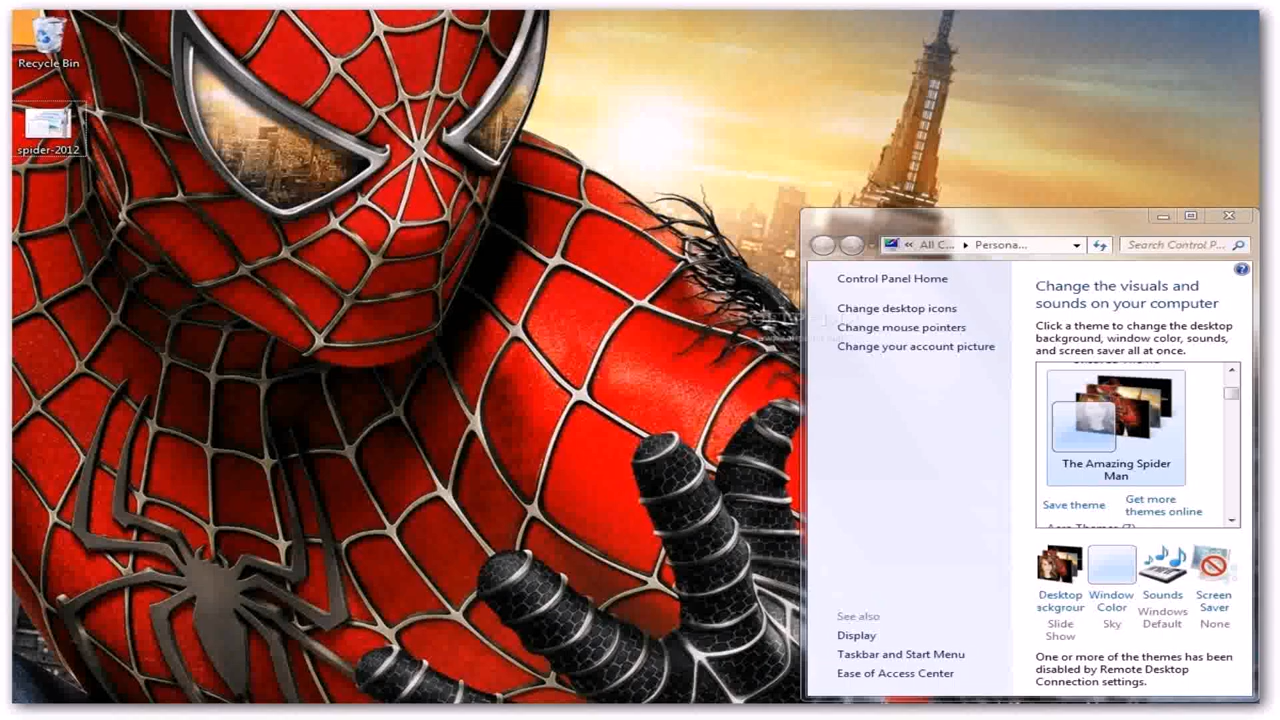 Recycle Bin
spider-2012
« All C... ▸ Persona...
Search Control P...
Control Panel Home
Change desktop icons
Change mouse pointers
Change your account picture
See also
Display
Taskbar and Start Menu
Ease of Access Center
Change the visuals and
sounds on your computer
Click a theme to change the desktop
background, window color, sounds,
and screen saver all at once.
The Amazing Spider
Man
Save theme
Get more
themes online
Aero Themes (7)
Desktop
ackgrour
Slide
Show
Window
Color
Sky
Sounds
Windows
Default
Screen
Saver
None
One or more of the themes has been
disabled by Remote Desktop
Connection settings.